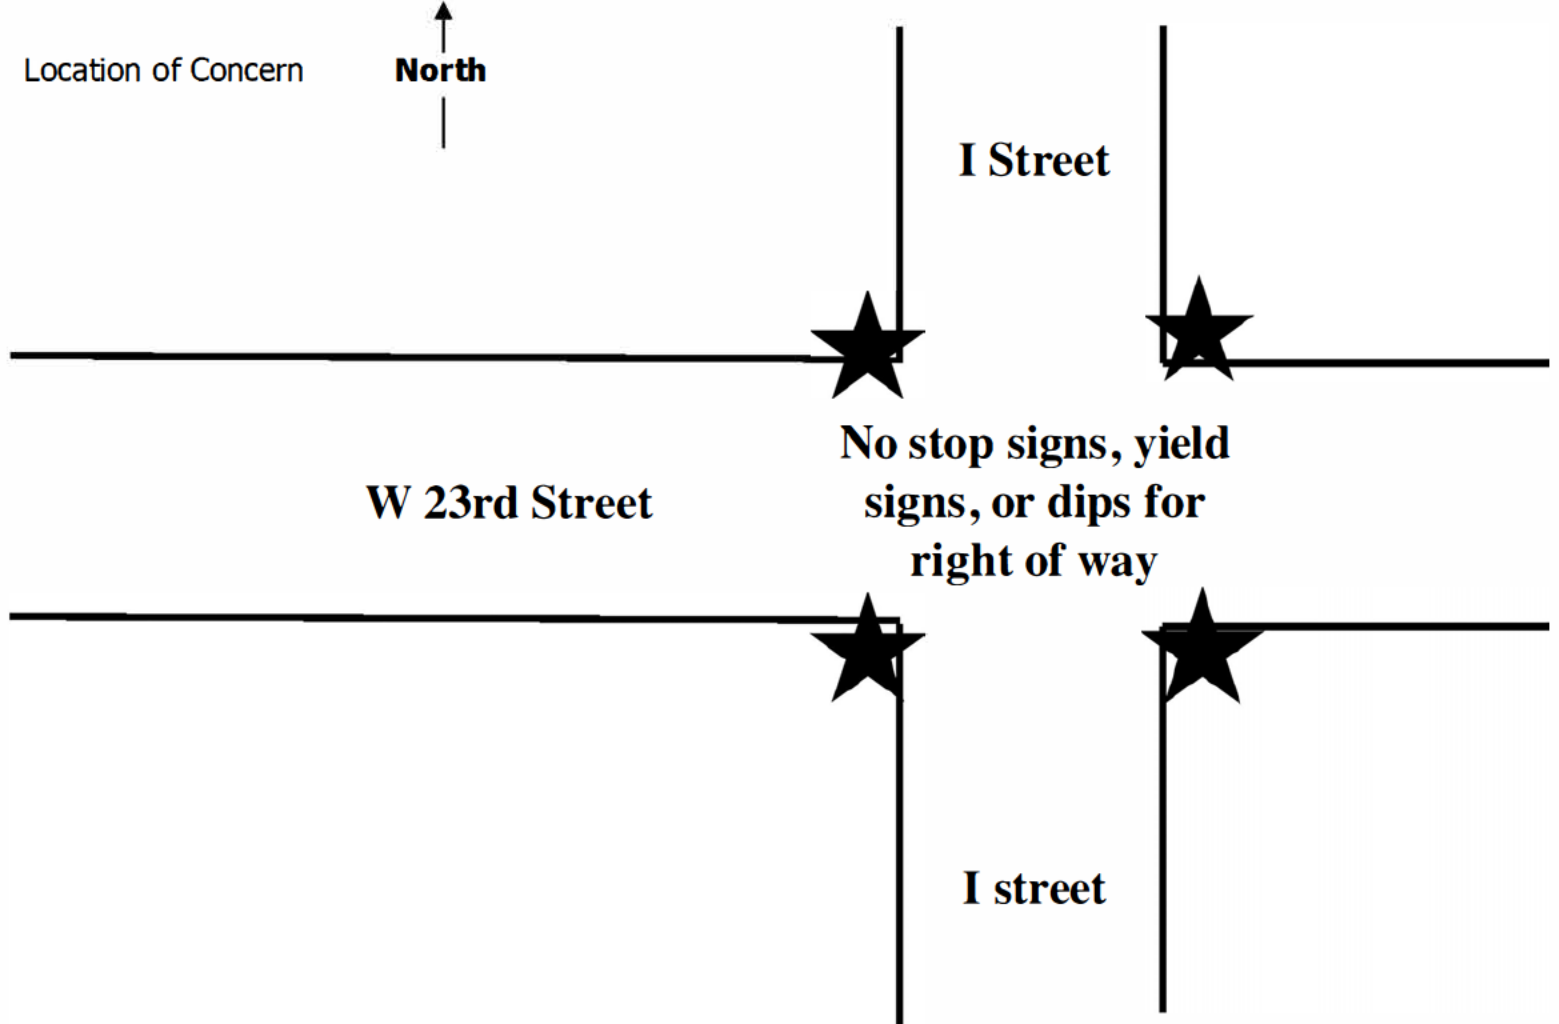 Location of Concern
North
I Street
No stop signs, yield
signs, or dips for
right of way
W 23rd Street
I street